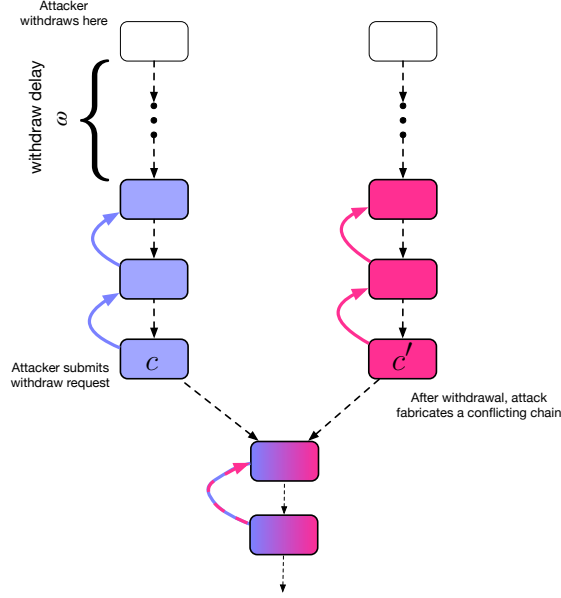 Attacker
withdraws here
withdraw delay
ω
c
c′
Attacker submits
withdraw request
After withdrawal, attack
fabricates a conflicting chain